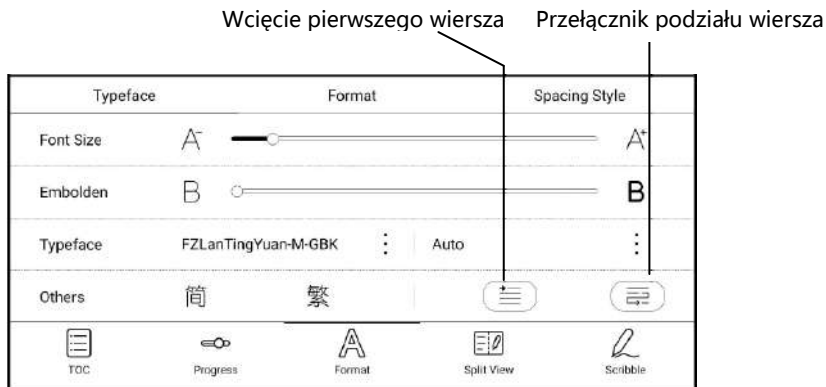 Wcięcie pierwszego wiersza Przełącznik podziału wiersza
Typeface Format Spacing Style
Font Size A- A+
Embolden B B
Typeface FZLanTingYuan-M-GBK Auto
Others 简 繁
TOC Progress Format Split View Scribble